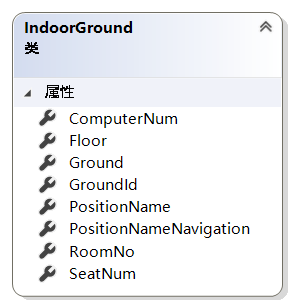 IndoorGround
类
属性
ComputerNum
Floor
Ground
GroundId
PositionName
PositionNameNavigation
RoomNo
SeatNum